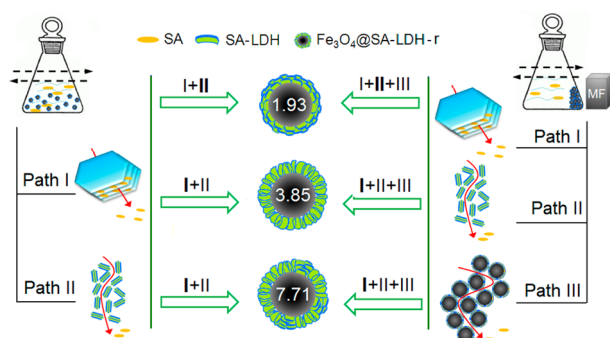 SA SA-LDH Fe₃O₄@SA-LDH-r
I+II
1.93
I+II+III
MF
Path I
Path I
I+II
3.85
I+II+III
Path II
Path II
I+II
7.71
I+II+III
Path III